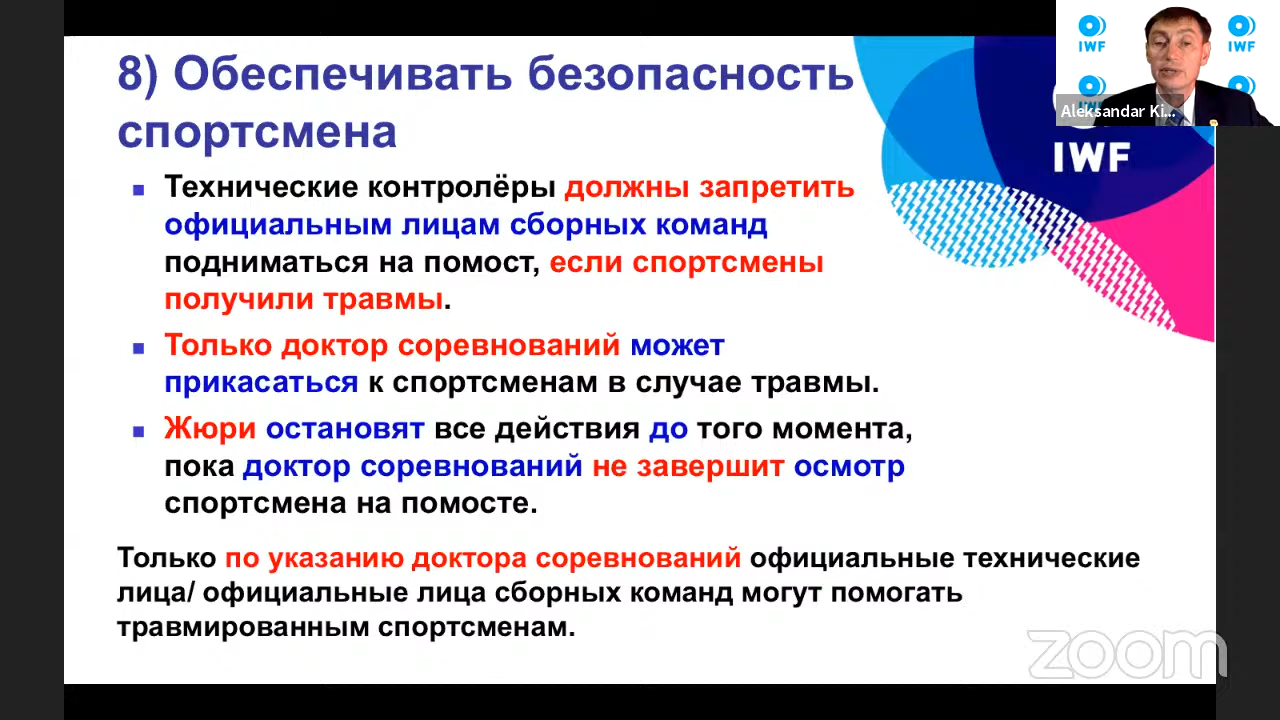 8) Обеспечивать безопасность
спортсмена
Технические контролёры должны запретить
официальным лицам сборных команд
подниматься на помост, если спортсмены
получили травмы.
Только доктор соревнований может
прикасаться к спортсменам в случае травмы.
Жюри остановят все действия до того момента,
пока доктор соревнований не завершит осмотр
спортсмена на помосте.
Только по указанию доктора соревнований официальные технические
лица/ официальные лица сборных команд могут помогать
травмированным спортсменам.
IWF
IWF
Aleksandar Ki...
IWF
zoom